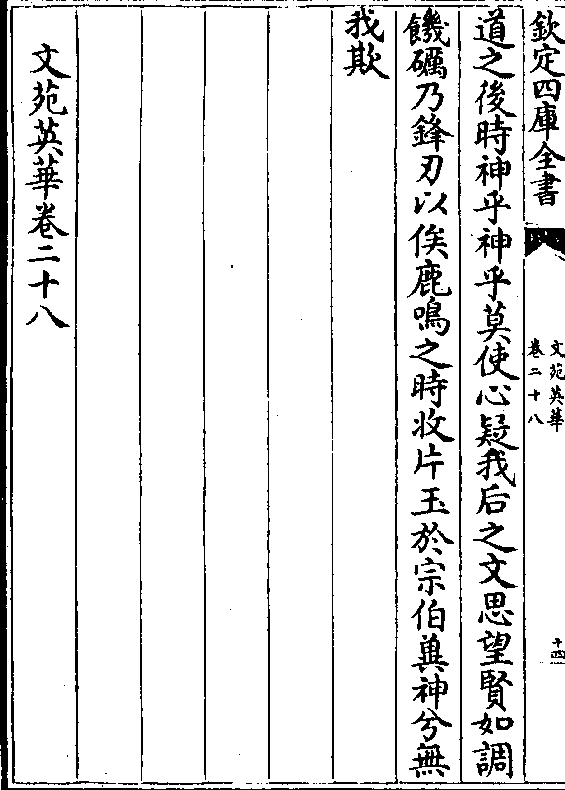 欽定四庫全書
文苑英華
卷二十八
十四
道之後時神乎神乎莫使心疑我后之文思望賢如調
饑礪乃鋒刃以俟鹿鳴之時收片玉於宗伯兾神兮無
我欺
文苑英華卷二十八